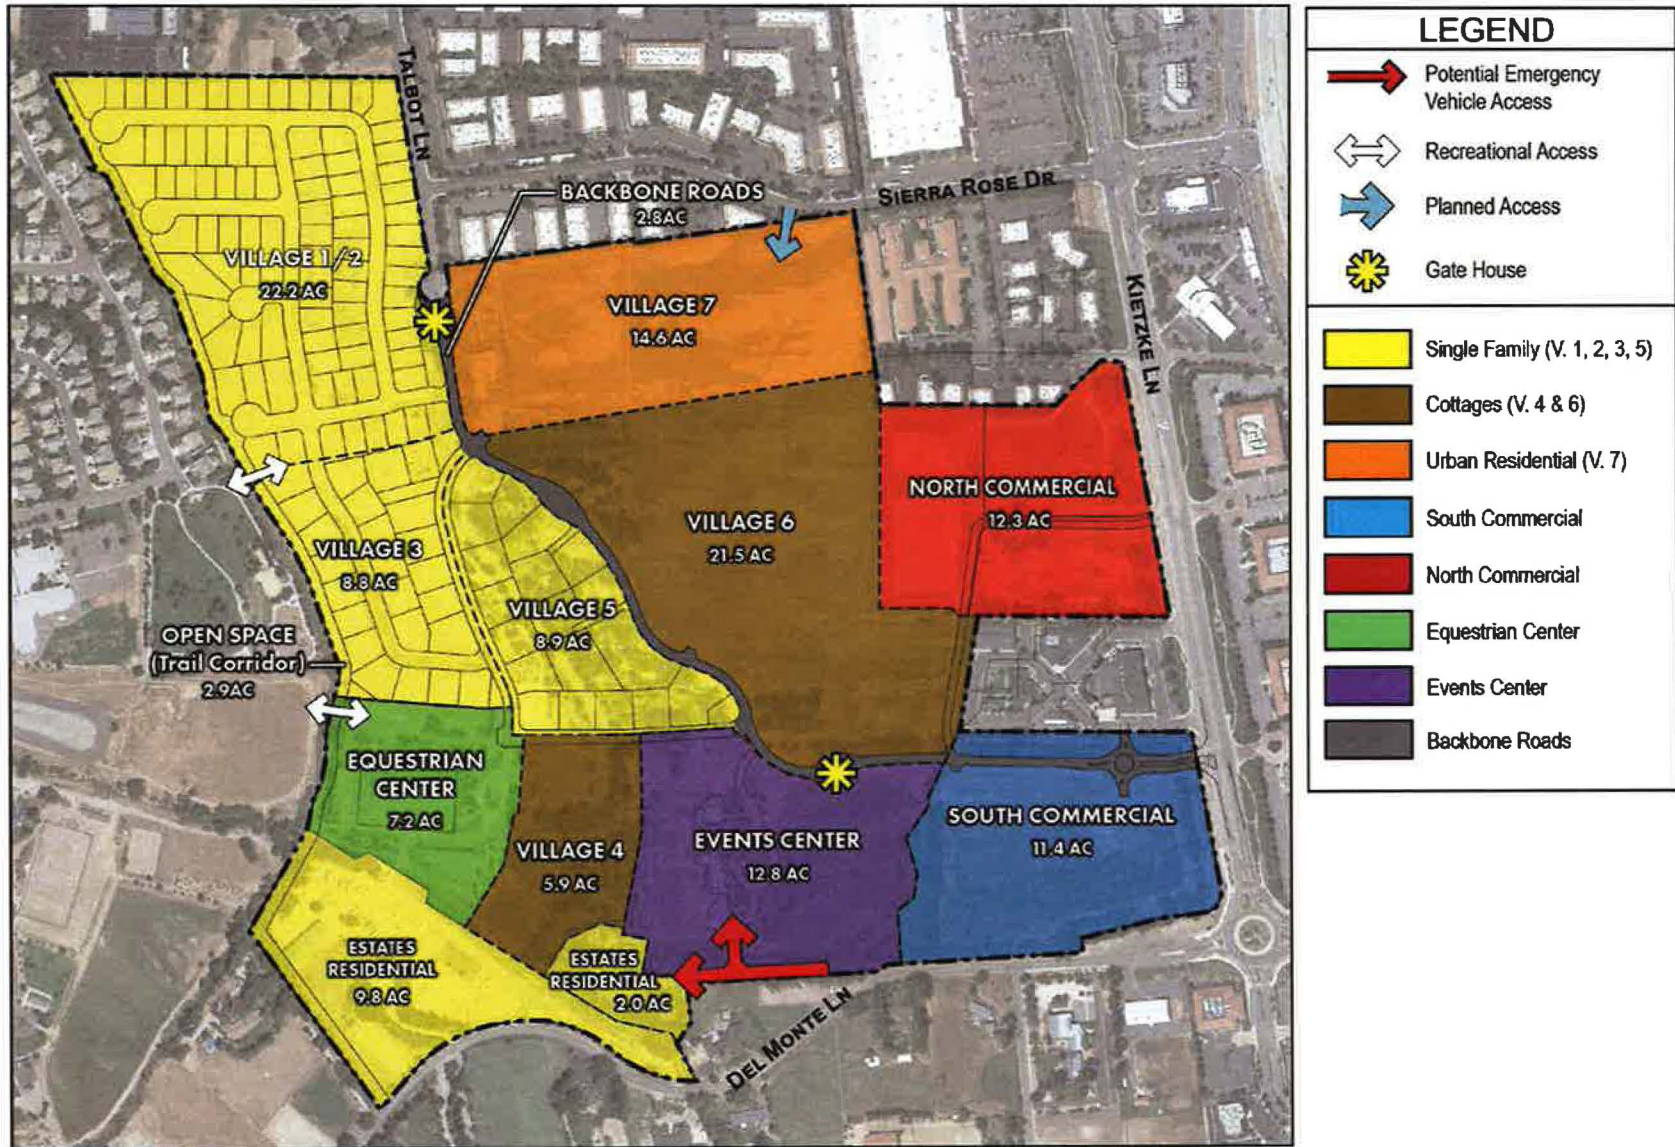 TALBOT LN
BACKBONE ROADS
2.8AC
SIERRA ROSE DR
VILLAGE 1/2
22.2 AC
VILLAGE 7
14.6 AC
KIETZKE LN
NORTH COMMERCIAL
12.3 AC
VILLAGE 6
21.5 AC
VILLAGE 3
8.8 AC
VILLAGE 5
8.9 AC
OPEN SPACE
(Trail Corridor)
2.9AC
EQUESTRIAN
CENTER
7.2 AC
VILLAGE 4
5.9 AC
EVENTS CENTER
12.8 AC
SOUTH COMMERCIAL
11.4 AC
ESTATES
RESIDENTIAL
9.8 AC
ESTATES
RESIDENTIAL
2.0 AC
DEL MONTE LN
LEGEND
Potential Emergency
Vehicle Access
Recreational Access
Planned Access
Gate House
Single Family (V. 1, 2, 3, 5)
Cottages (V. 4 & 6)
Urban Residential (V. 7)
South Commercial
North Commercial
Equestrian Center
Events Center
Backbone Roads